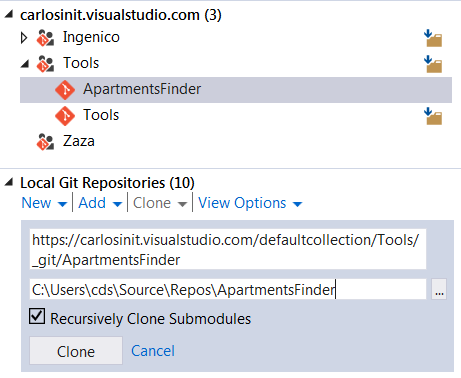 carlosinit.visualstudio.com (3)
Ingenico
Tools
ApartmentsFinder
Tools
Zaza
Local Git Repositories (10)
New Add Clone View Options
https://carlosinit.visualstudio.com/defaultcollection/Tools/
_git/ApartmentsFinder
C:\Users\cds\Source\Repos\ApartmentsFinder ...
Recursively Clone Submodules
Clone Cancel